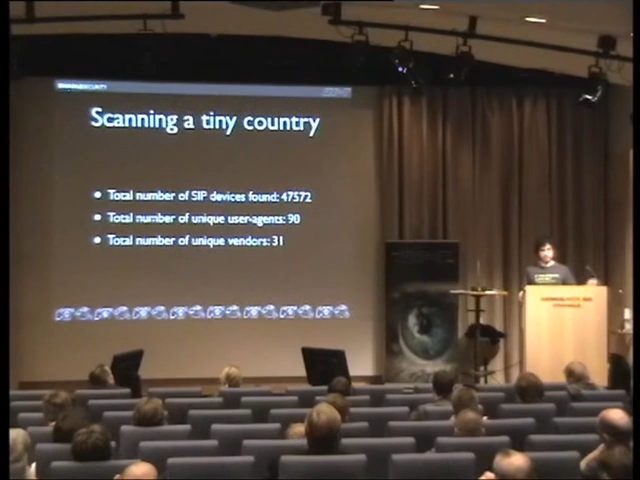 Scanning a tiny country
Total number of SIP devices found: 47572
Total number of unique user-agents: 90
Total number of unique vendors: 31